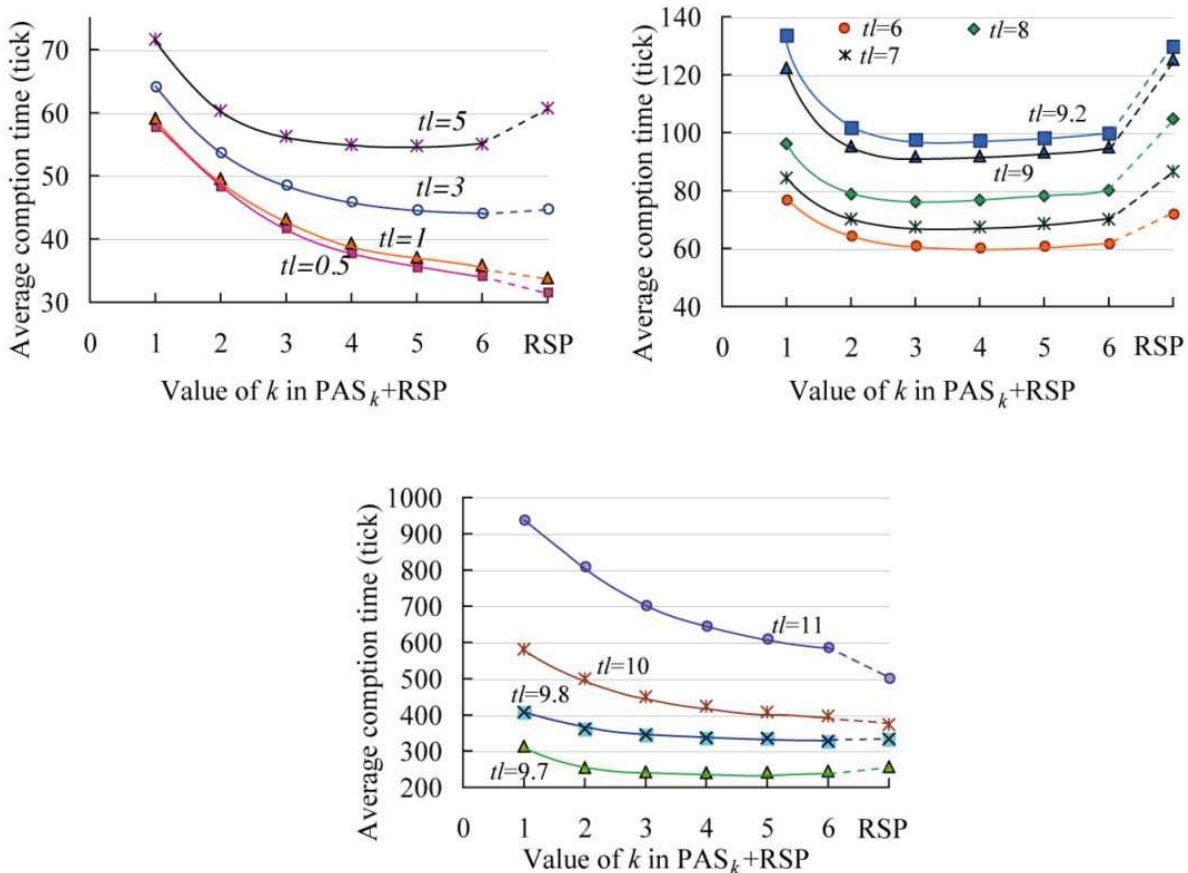 Average comption time (tick)
70
60
50
40
30
tl=5
tl=3
tl=1
tl=0.5
0 1 2 3 4 5 6 RSP
Value of k in PASk+RSP
Average comption time (tick)
140
120
100
80
60
40
tl=6
tl=8
tl=7
tl=9.2
tl=9
0 1 2 3 4 5 6 RSP
Value of k in PASk+RSP
Average comption time (tick)
1000
900
800
700
600
500
400
300
200
tl=11
tl=10
tl=9.8
tl=9.7
0 1 2 3 4 5 6 RSP
Value of k in PASk+RSP